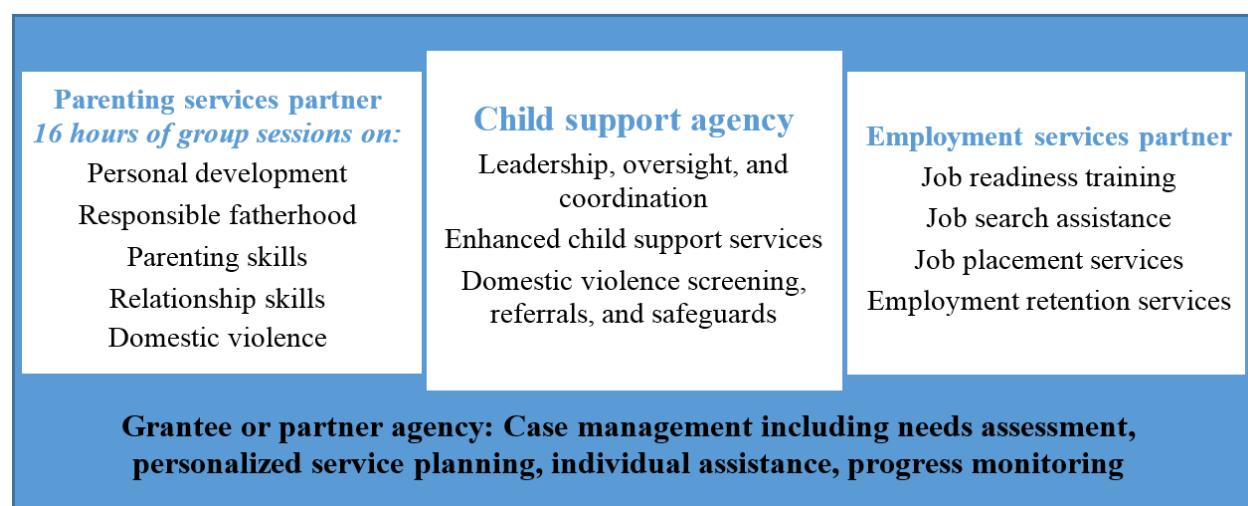 Parenting services partner
16 hours of group sessions on:
Personal development
Responsible fatherhood
Parenting skills
Relationship skills
Domestic violence
Child support agency
Leadership, oversight, and
coordination
Enhanced child support services
Domestic violence screening,
referrals, and safeguards
Employment services partner
Job readiness training
Job search assistance
Job placement services
Employment retention services
Grantee or partner agency: Case management including needs assessment,
personalized service planning, individual assistance, progress monitoring